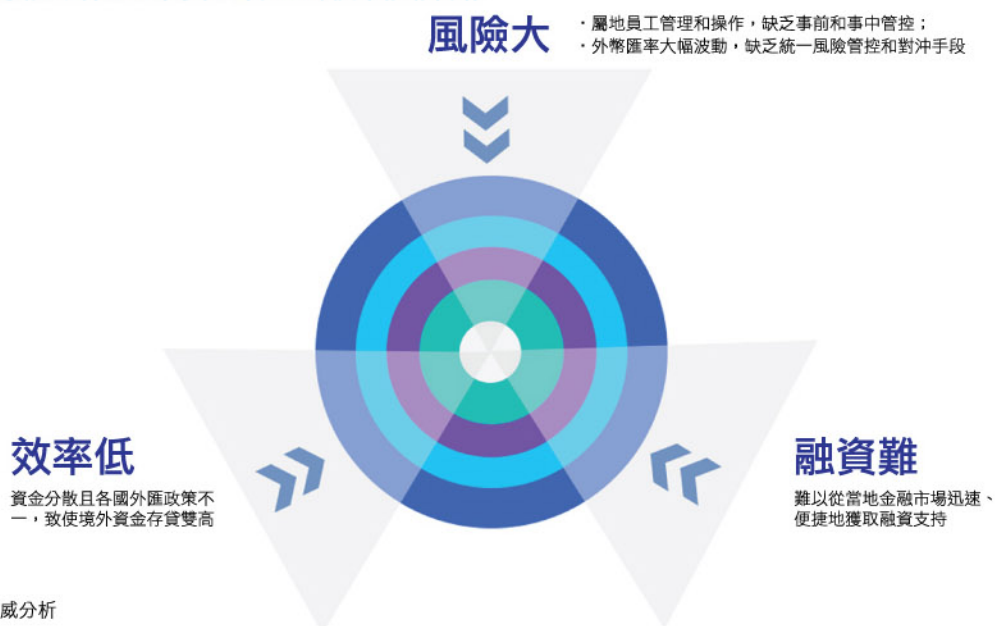 風險大
·屬地員工管理和操作，缺乏事前和事中管控；
·外幣匯率大幅波動，缺乏統一風險管控和對沖手段
效率低
資金分散且各國外匯政策不
一，致使境外資金存貸雙高
融資難
難以從當地金融市場迅速、
便捷地獲取融資支持
威分析